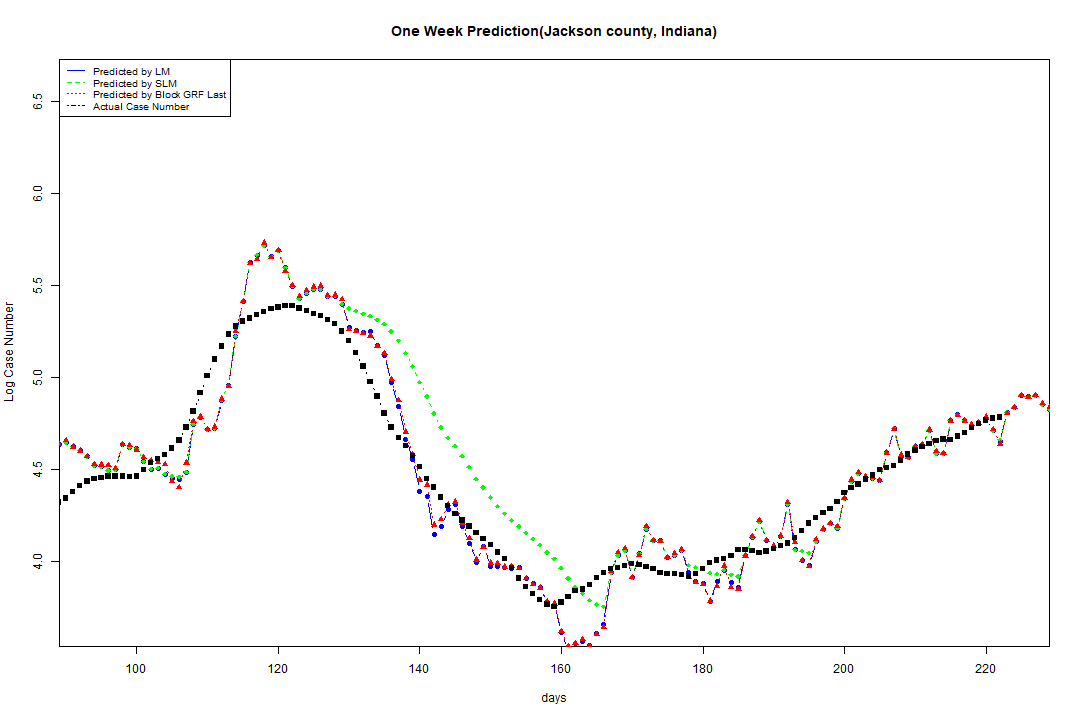 One Week Prediction(Jackson county, Indiana)
Predicted by LM
Predicted by SLM
Predicted by Block GRF Last
Actual Case Number
6.5
6.0
5.5
5.0
4.5
4.0
Log Case Number
100 120 140 160 180 200 220
days